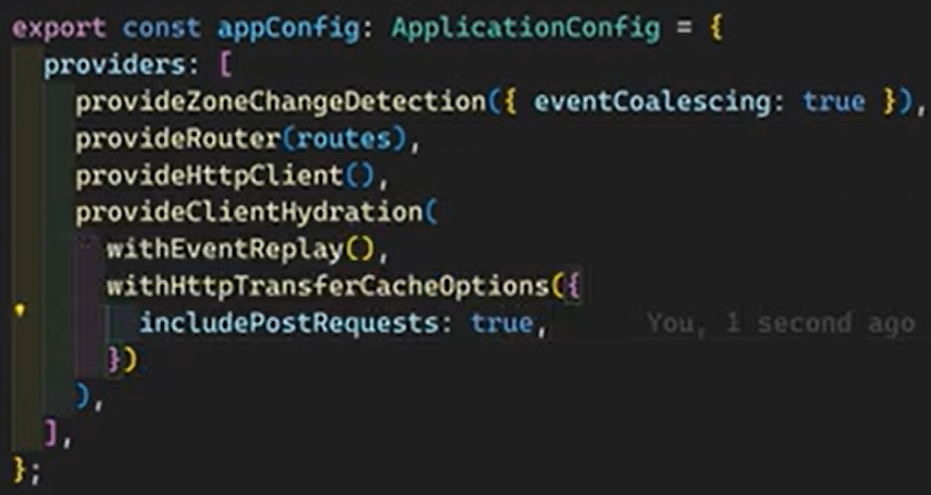 export const appConfig: ApplicationConfig = {
  providers: [
    provideZoneChangeDetection({ eventCoalescing: true }),
    provideRouter(routes),
    provideHttpClient(),
    provideClientHydration(
      withEventReplay(),
      withHttpTransferCacheOptions({
        includePostRequests: true,      You, 1 second ago
      })
    ),
  ],
};